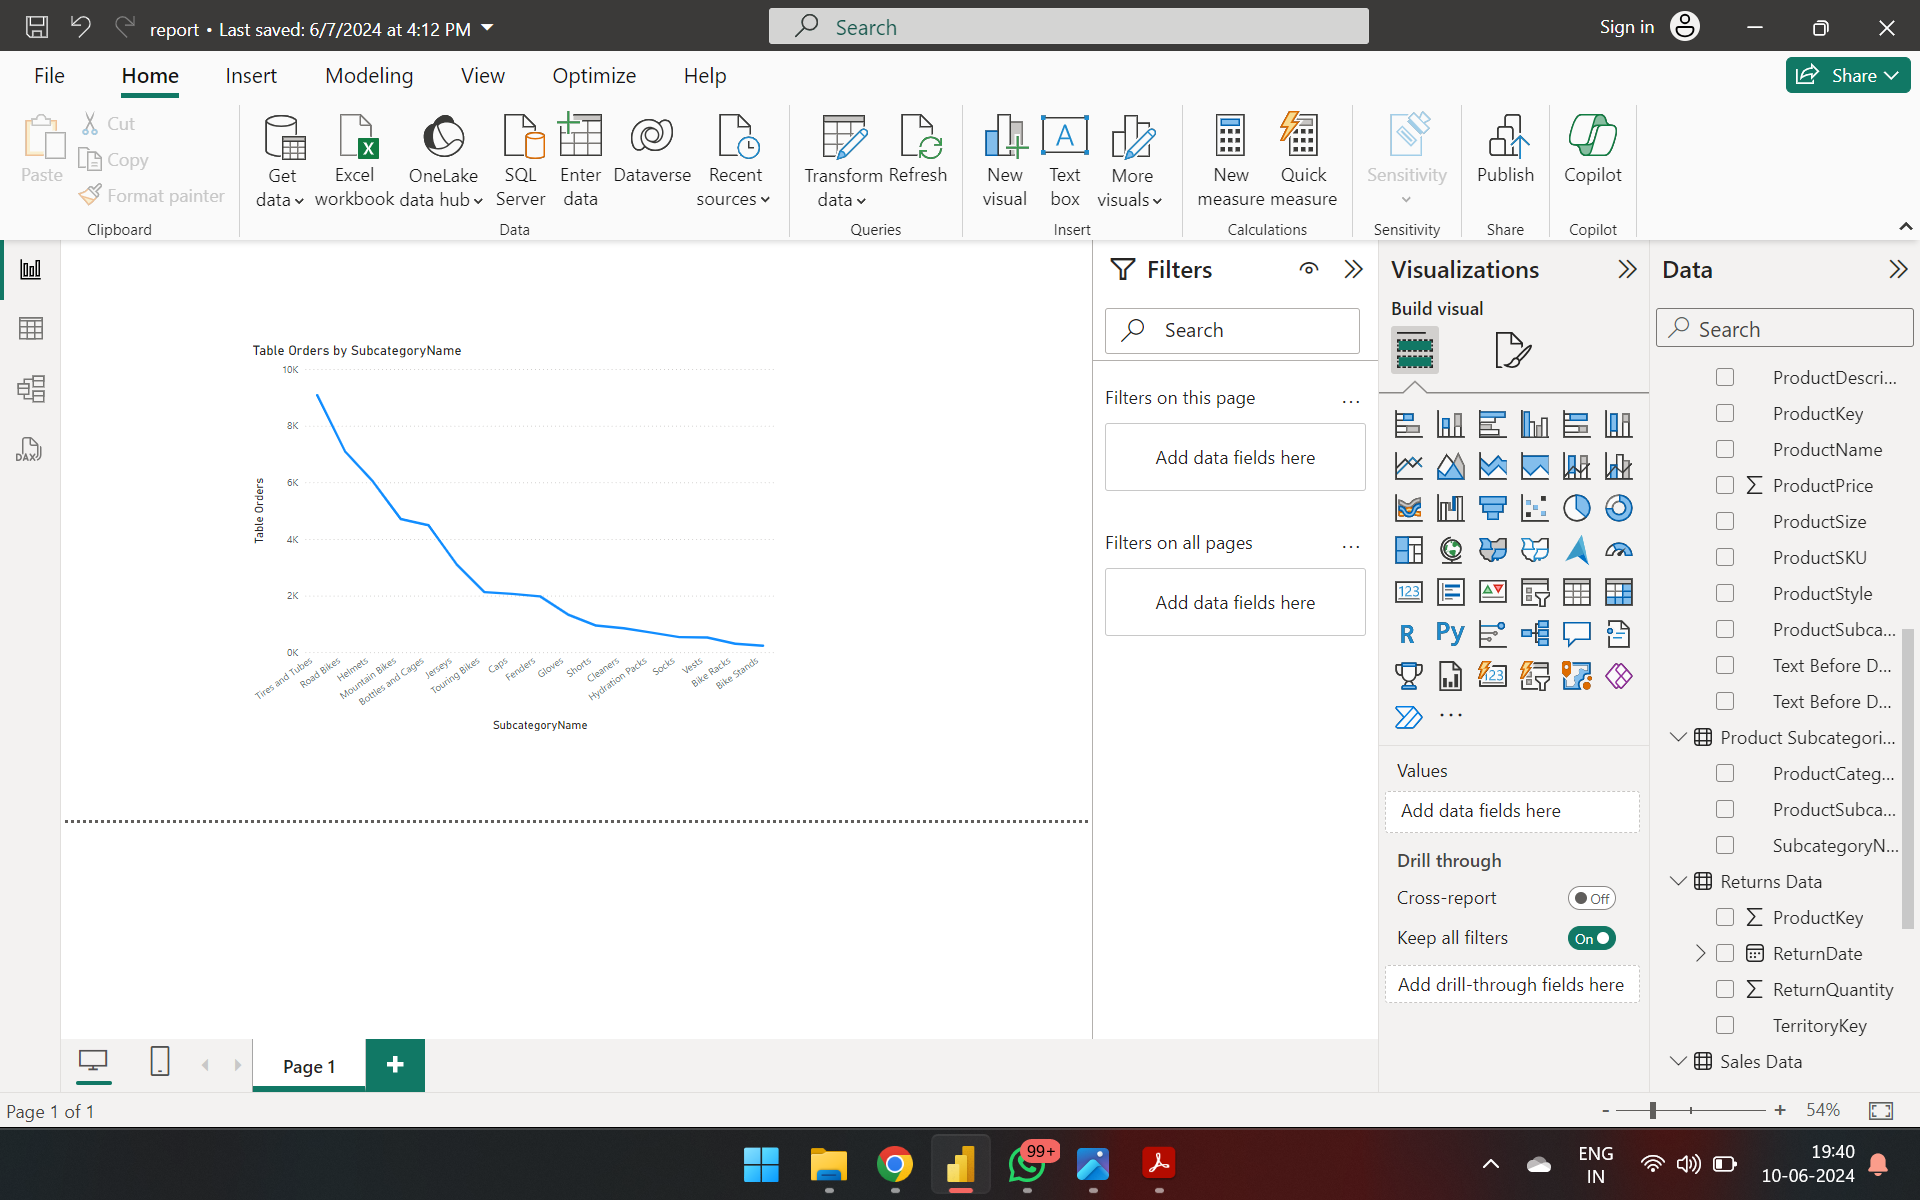 report • Last saved: 6/7/2024 at 4:12 PM
Search
Sign in
File Home Insert Modeling View Optimize Help
Share
Paste
Cut
Copy
Format painter
Clipboard
Get data
Excel workbook
OneLake data hub
SQL Server
Enter data
Dataverse
Recent sources
Data
Transform data
Refresh
Queries
New visual
A
Text box
More visuals
Insert
New measure
Quick measure
Calculations
Sensitivity
Sensitivity
Publish
Share
Copilot
Copilot
DAX
Table Orders by SubcategoryName
10K
8K
6K
4K
2K
0K
Table Orders
Tires and Tubes
Road Bikes
Helmets
Mountain Bikes
Bottles and Cages
Jerseys
Touring Bikes
Caps
Fenders
Gloves
Shorts
Cleaners
Hydration Packs
Socks
Vests
Bike Racks
Bike Stands
SubcategoryName
Filters
Search
Filters on this page ...
Add data fields here
Filters on all pages ...
Add data fields here
Visualizations
Build visual
123
R Py
123
...
Values
Add data fields here
Drill through
Cross-report Off
Keep all filters On
Add drill-through fields here
Data
Search
ProductDescri...
ProductKey
ProductName
∑ ProductPrice
ProductSize
ProductSKU
ProductStyle
ProductSubca...
Text Before D...
Text Before D...
Product Subcategori...
ProductCateg...
ProductSubca...
SubcategoryN...
Returns Data
∑ ProductKey
ReturnDate
∑ ReturnQuantity
TerritoryKey
Sales Data
Page 1 +
Page 1 of 1
- + 54%
99+
ENG
IN
19:40
10-06-2024